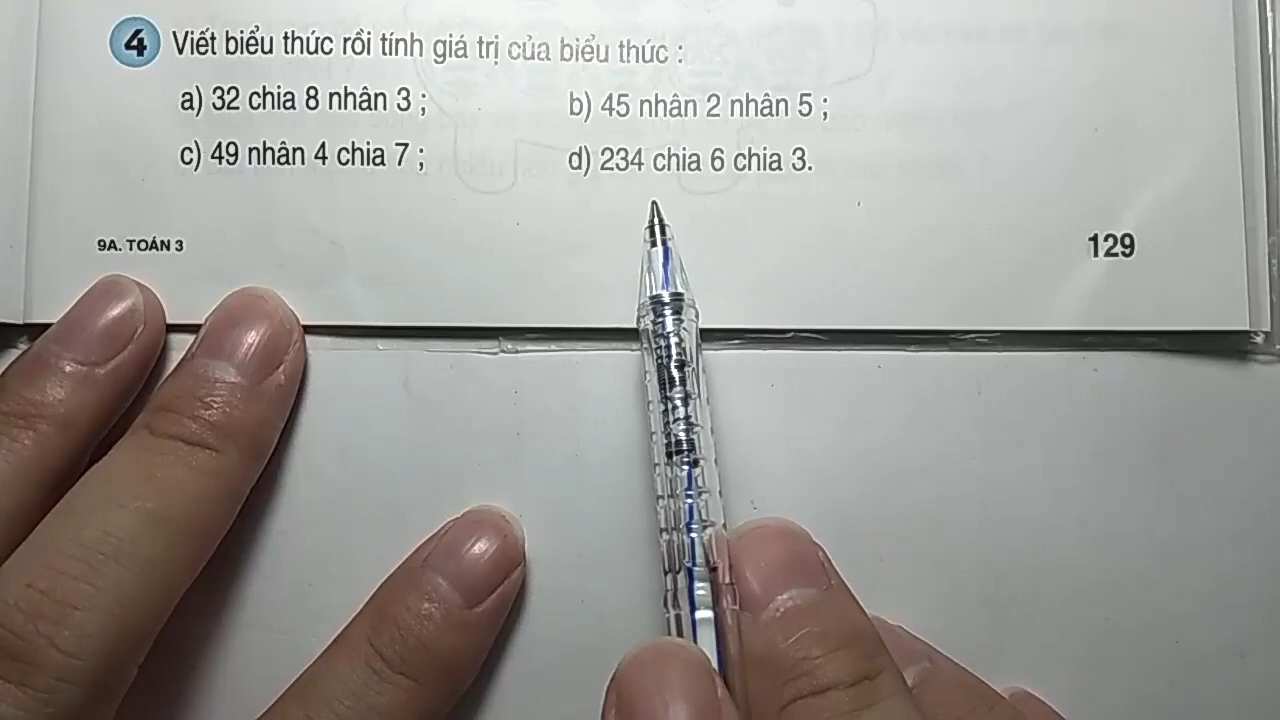 4 Viết biểu thức rồi tính giá trị của biểu thức :
a) 32 chia 8 nhân 3 ; b) 45 nhân 2 nhân 5 ;
c) 49 nhân 4 chia 7 ; d) 234 chia 6 chia 3.
9A. TOÁN 3 129